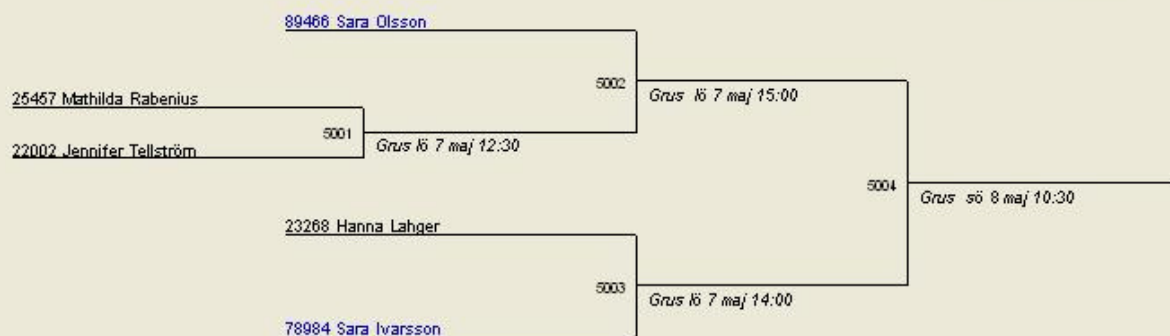 89466 Sara Olsson
5002
Grus lö 7 maj 15:00
25457 Mathilda Rabenius
5001
Grus lö 7 maj 12:30
22002 Jennifer Tellström
5004
Grus sö 8 maj 10:30
23268 Hanna Lahger
5003
Grus lö 7 maj 14:00
78984 Sara Ivarsson